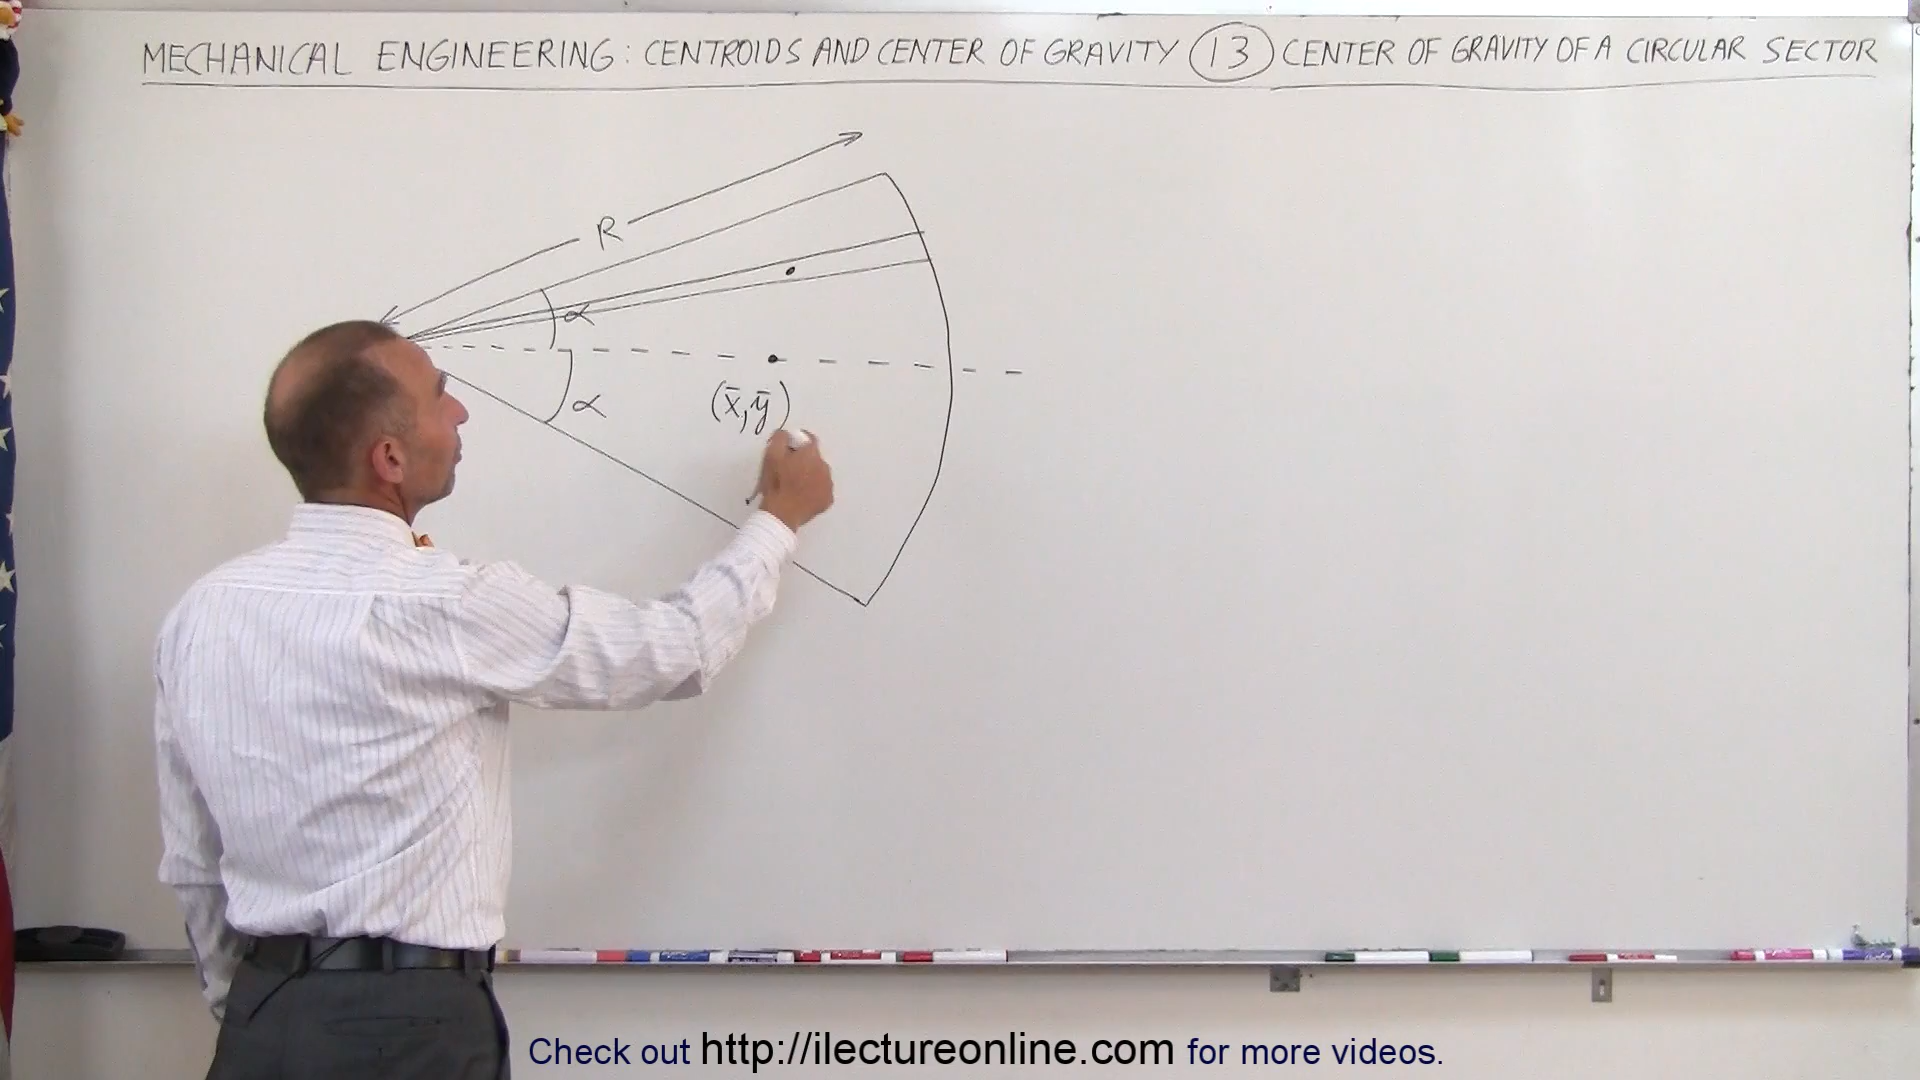 MECHANICAL ENGINEERING: CENTROIDS AND CENTER OF GRAVITY 13 CENTER OF GRAVITY OF A CIRCULAR SECTOR
R
α
α
(x̄, ȳ)
Check out http://ilectureonline.com for more videos.